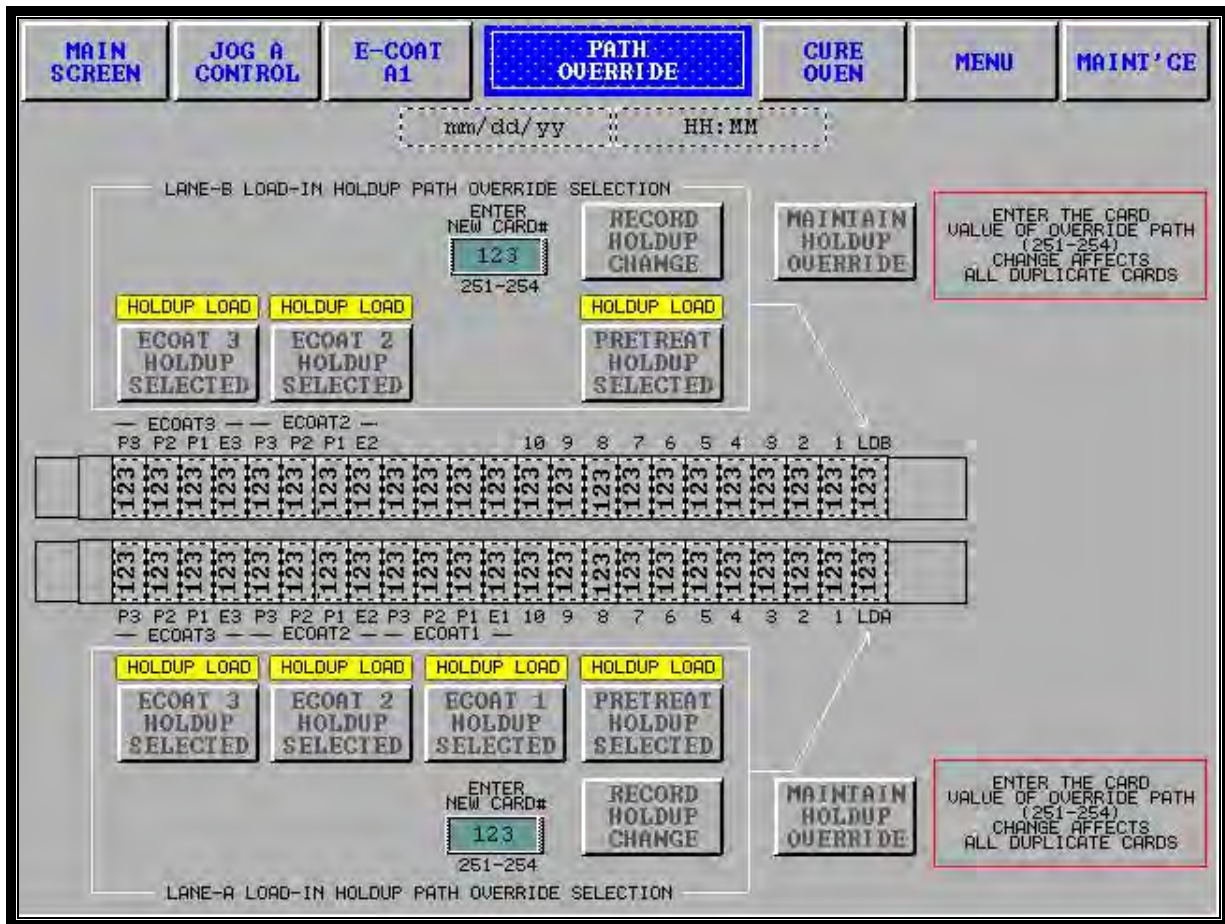 MAIN SCREEN
JOG A CONTROL
E-COAT A1
PATH OVERRIDE
CURE OVEN
MENU
MAINT'CE
mm/dd/yy HH:MM
LANE-B LOAD-IN HOLDUP PATH OVERRIDE SELECTION
ENTER
NEW CARD#
123
251-254
RECORD
HOLDUP
CHANGE
MAINTAIN
HOLDUP
OVERRIDE
ENTER THE CARD
VALUE OF OVERRIDE PATH
(251-254)
CHANGE AFFECTS
ALL DUPLICATE CARDS
HOLDUP LOAD HOLDUP LOAD HOLDUP LOAD
ECOAT 3
HOLDUP
SELECTED
ECOAT 2
HOLDUP
SELECTED
PRETREAT
HOLDUP
SELECTED
— ECOAT3 — — ECOAT2 —
P3 P2 P1 E3 P3 P2 P1 E2 10 9 8 7 6 5 4 3 2 1 LDB
123 123 123 123 123 123 123 123 123 123 123 123 123 123 123 123 123 123 123 123 123 123 123
123 123 123 123 123 123 123 123 123 123 123 123 123 123 123 123 123 123 123 123 123 123 123
P3 P2 P1 E3 P3 P2 P1 E2 P3 P2 P1 E1 10 9 8 7 6 5 4 3 2 1 LDA
— ECOAT3 — — ECOAT2 — — ECOAT1 —
HOLDUP LOAD HOLDUP LOAD HOLDUP LOAD HOLDUP LOAD
ECOAT 3
HOLDUP
SELECTED
ECOAT 2
HOLDUP
SELECTED
ECOAT 1
HOLDUP
SELECTED
PRETREAT
HOLDUP
SELECTED
ENTER
NEW CARD#
123
251-254
RECORD
HOLDUP
CHANGE
MAINTAIN
HOLDUP
OVERRIDE
ENTER THE CARD
VALUE OF OVERRIDE PATH
(251-254)
CHANGE AFFECTS
ALL DUPLICATE CARDS
LANE-A LOAD-IN HOLDUP PATH OVERRIDE SELECTION